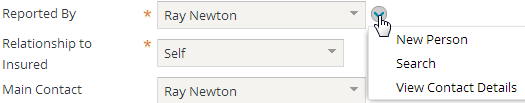 Reported By * Ray Newton
New Person
Relationship to Insured * Self
Search
View Contact Details
Main Contact Ray Newton